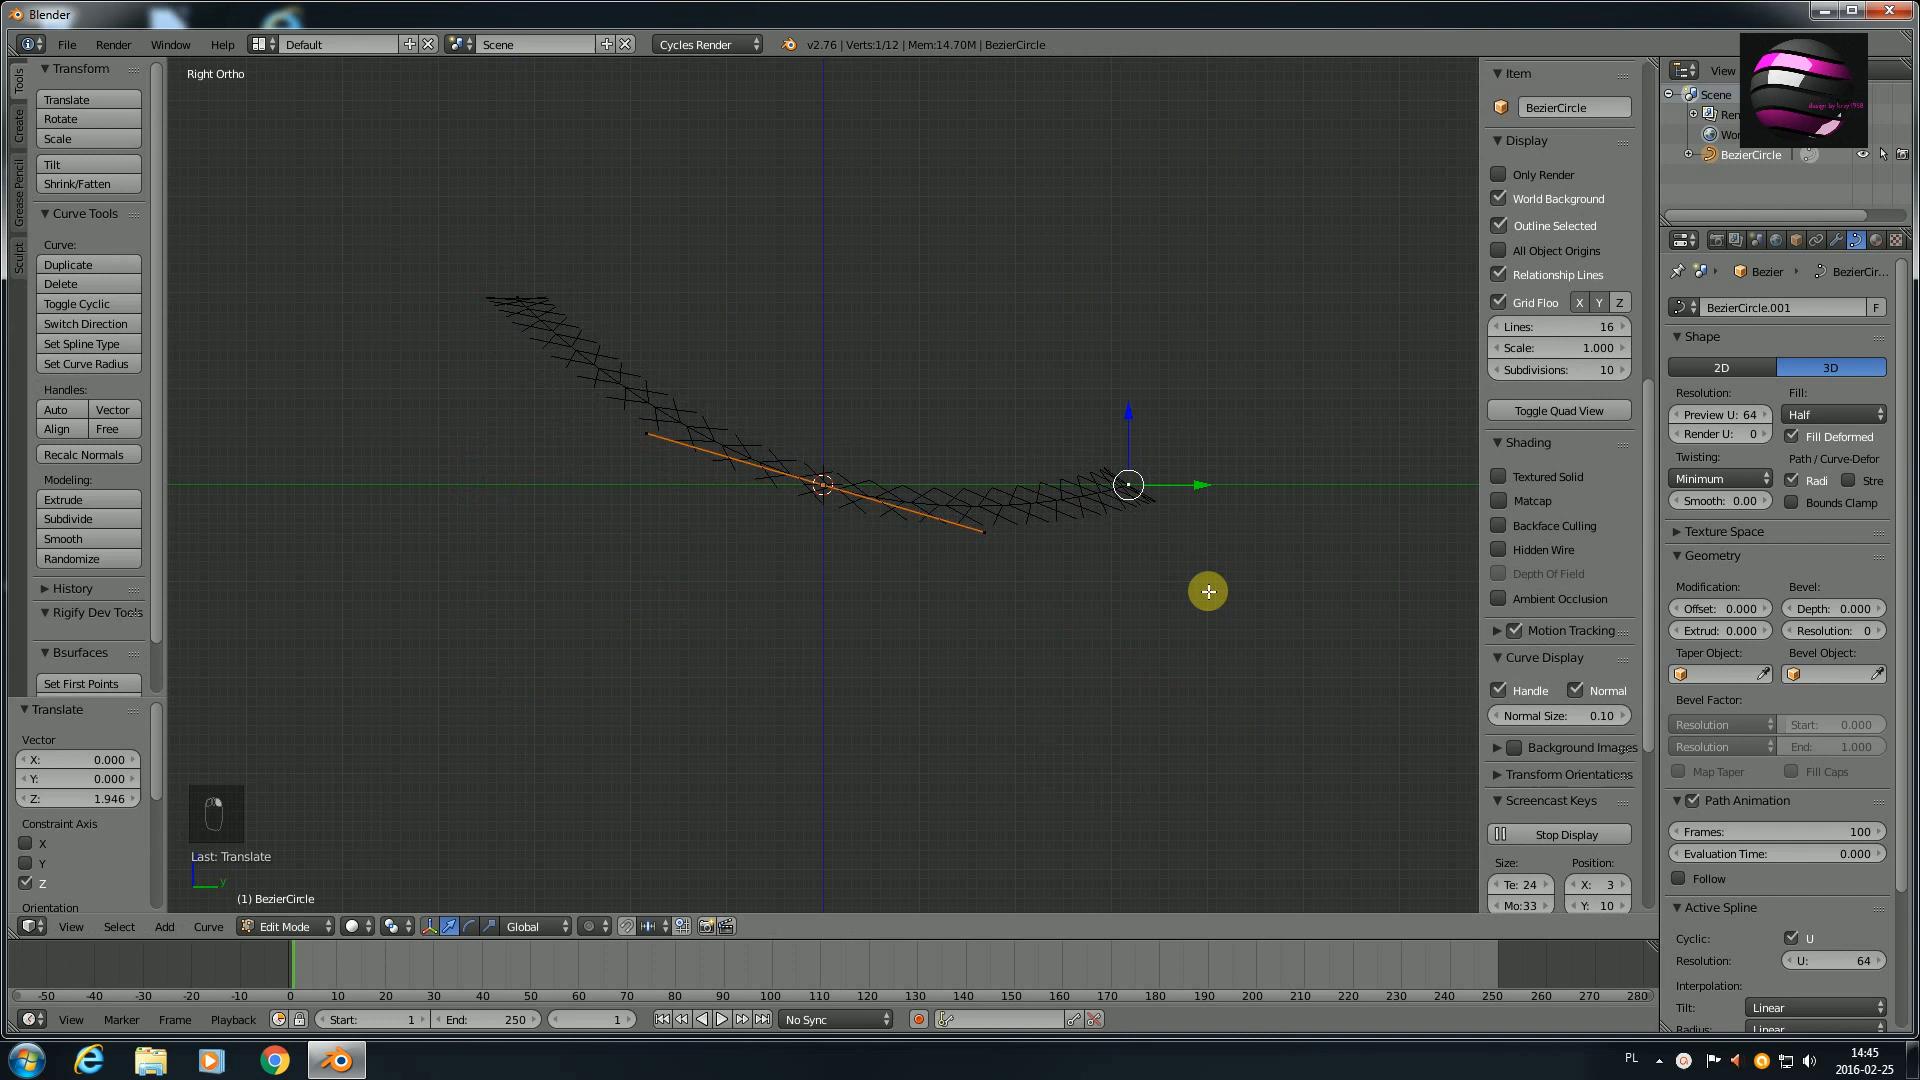 Blender
File Render Window Help Default Scene Cycles Render v2.76 | Verts:1/12 | Mem:14.70M | BezierCircle
Tools
Create
Grease Pencil
Sculpt
Transform
Translate
Rotate
Scale
Tilt
Shrink/Fatten
Curve Tools
Curve:
Duplicate
Delete
Toggle Cyclic
Switch Direction
Set Spline Type
Set Curve Radius
Handles:
Auto Vector
Align Free
Recalc Normals
Modeling:
Extrude
Subdivide
Smooth
Randomize
History
Rigify Dev Tools
Bsurfaces
Set First Points
Translate
Vector
X: 0.000
Y: 0.000
Z: 1.946
Constraint Axis
X
Y
Z
Orientation
Right Ortho
Last: Translate
y
(1) BezierCircle
View Select Add Curve Edit Mode Global
Item
BezierCircle
Display
Only Render
World Background
Outline Selected
All Object Origins
Relationship Lines
Grid Floo X Y Z
Lines: 16
Scale: 1.000
Subdivisions: 10
Toggle Quad View
Shading
Textured Solid
Matcap
Backface Culling
Hidden Wire
Depth Of Field
Ambient Occlusion
Motion Tracking
Curve Display
Handle Normal
Normal Size: 0.10
Background Images
Transform Orientations
Screencast Keys
Stop Display
Size: Position:
Te: 24 X: 3
Mo:33 Y: 10
View
Scene
Ren
Wor
BezierCircle
Bezier BezierCir...
BezierCircle.001 F
Shape
2D 3D
Resolution: Fill:
Preview U: 64 Half
Render U: 0 Fill Deformed
Twisting: Path / Curve-Defor
Minimum Radi Stre
Smooth: 0.00 Bounds Clamp
Texture Space
Geometry
Modification: Bevel:
Offset: 0.000 Depth: 0.000
Extrud: 0.000 Resolution: 0
Taper Object: Bevel Object:
Bevel Factor:
Resolution Start: 0.000
Resolution End: 1.000
Map Taper Fill Caps
Path Animation
Frames: 100
Evaluation Time: 0.000
Follow
Active Spline
Cyclic: U
Resolution: U: 64
Interpolation:
Tilt: Linear
Radius: Linear
-50 -40 -30 -20 -10 0 10 20 30 40 50 60 70 80 90 100 110 120 130 140 150 160 170 180 190 200 210 220 230 240 250 260 270 280
View Marker Frame Playback Start: 1 End: 250 1 No Sync
PL 14:45
2016-02-25